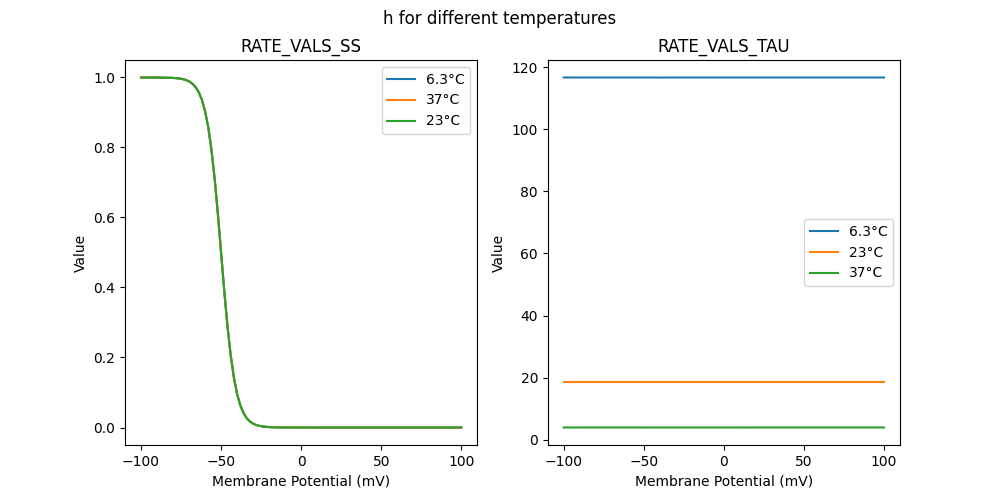 h for different temperatures
RATE_VALS_SS
1.0
0.8
0.6
0.4
0.2
0.0
Value
−100
−50
0
50
100
Membrane Potential (mV)
6.3°C
37°C
23°C
RATE_VALS_TAU
120
100
80
60
40
20
0
Value
−100
−50
0
50
100
Membrane Potential (mV)
6.3°C
23°C
37°C